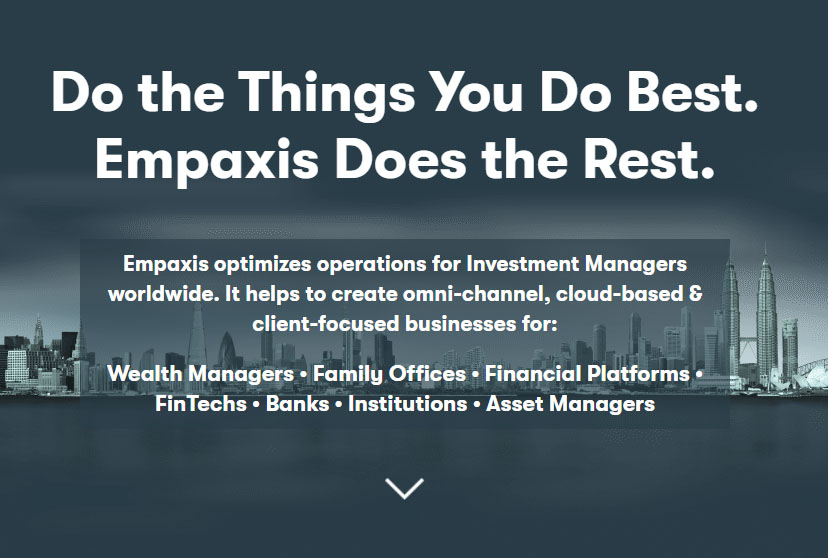 Do the Things You Do Best.
Empaxis Does the Rest.
Empaxis optimizes operations for Investment Managers
worldwide. It helps to create omni-channel, cloud-based &
client-focused businesses for:
Wealth Managers • Family Offices • Financial Platforms •
FinTechs • Banks • Institutions • Asset Managers